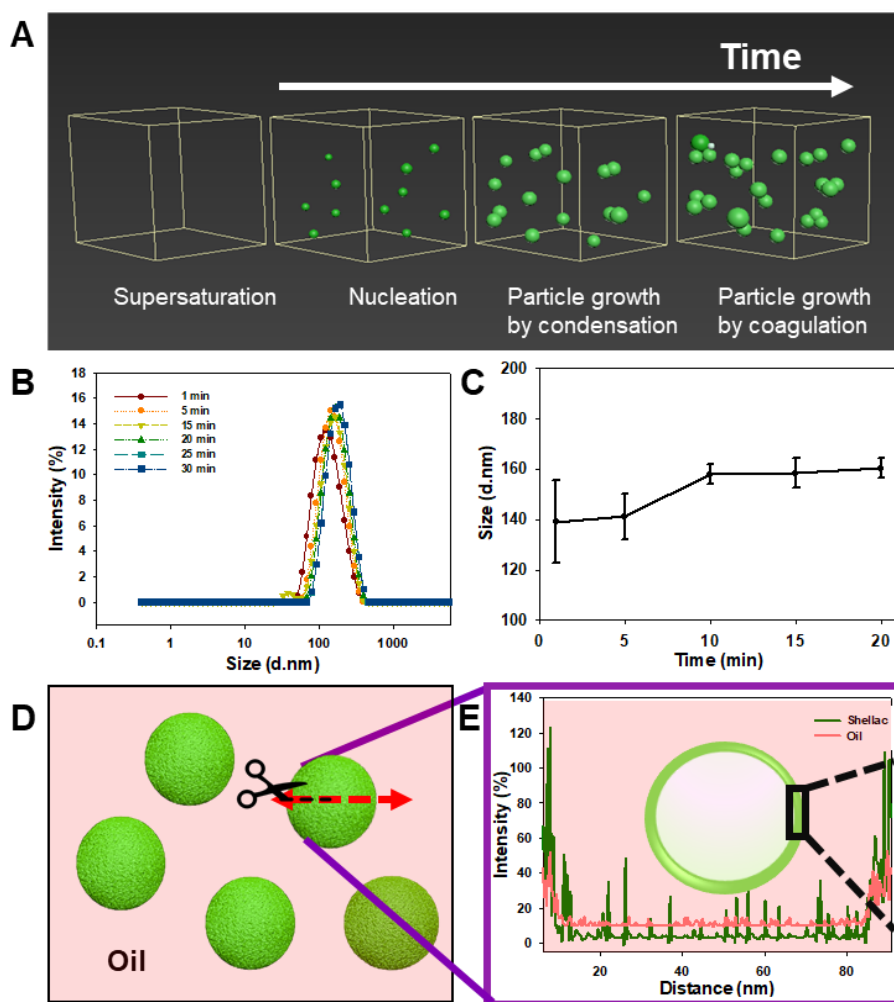 A
Time
Supersaturation
Nucleation
Particle growth
by condensation
Particle growth
by coagulation
B
18
16
14
12
10
8
6
4
2
0
Intensity (%)
1 min
5 min
15 min
20 min
25 min
30 min
0.1
1
10
100
1000
Size (d.nm)
C
200
180
160
140
120
100
Size (d.nm)
0
5
10
15
20
Time (min)
D
Oil
E
140
120
100
80
60
40
20
0
Intensity (%)
Shellac
Oil
20
40
60
80
Distance (nm)